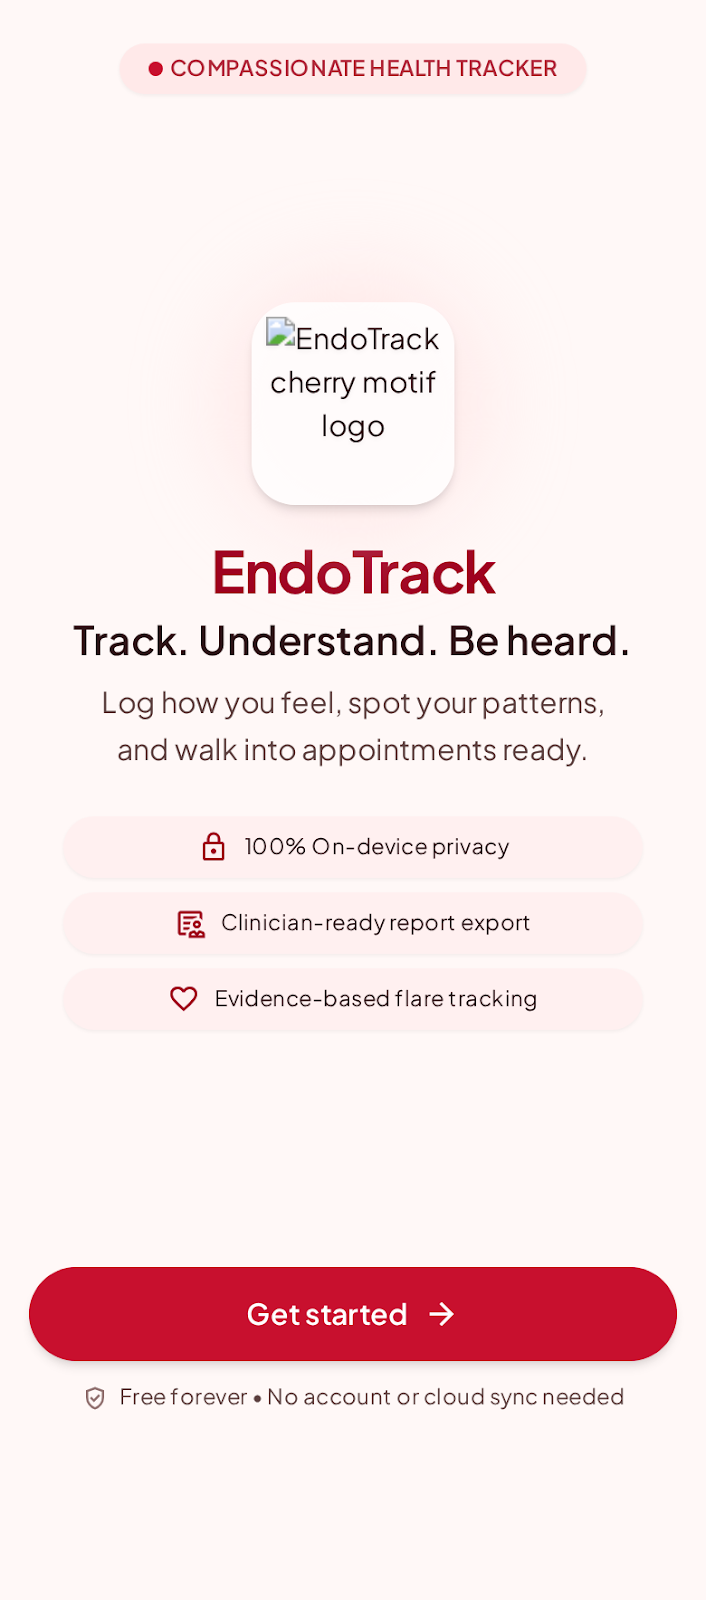 COMPASSIONATE HEALTH TRACKER
EndoTrack
cherry motif
logo
EndoTrack
Track. Understand. Be heard.
Log how you feel, spot your patterns,
and walk into appointments ready.
100% On-device privacy
Clinician-ready report export
Evidence-based flare tracking
Get started
Free forever • No account or cloud sync needed